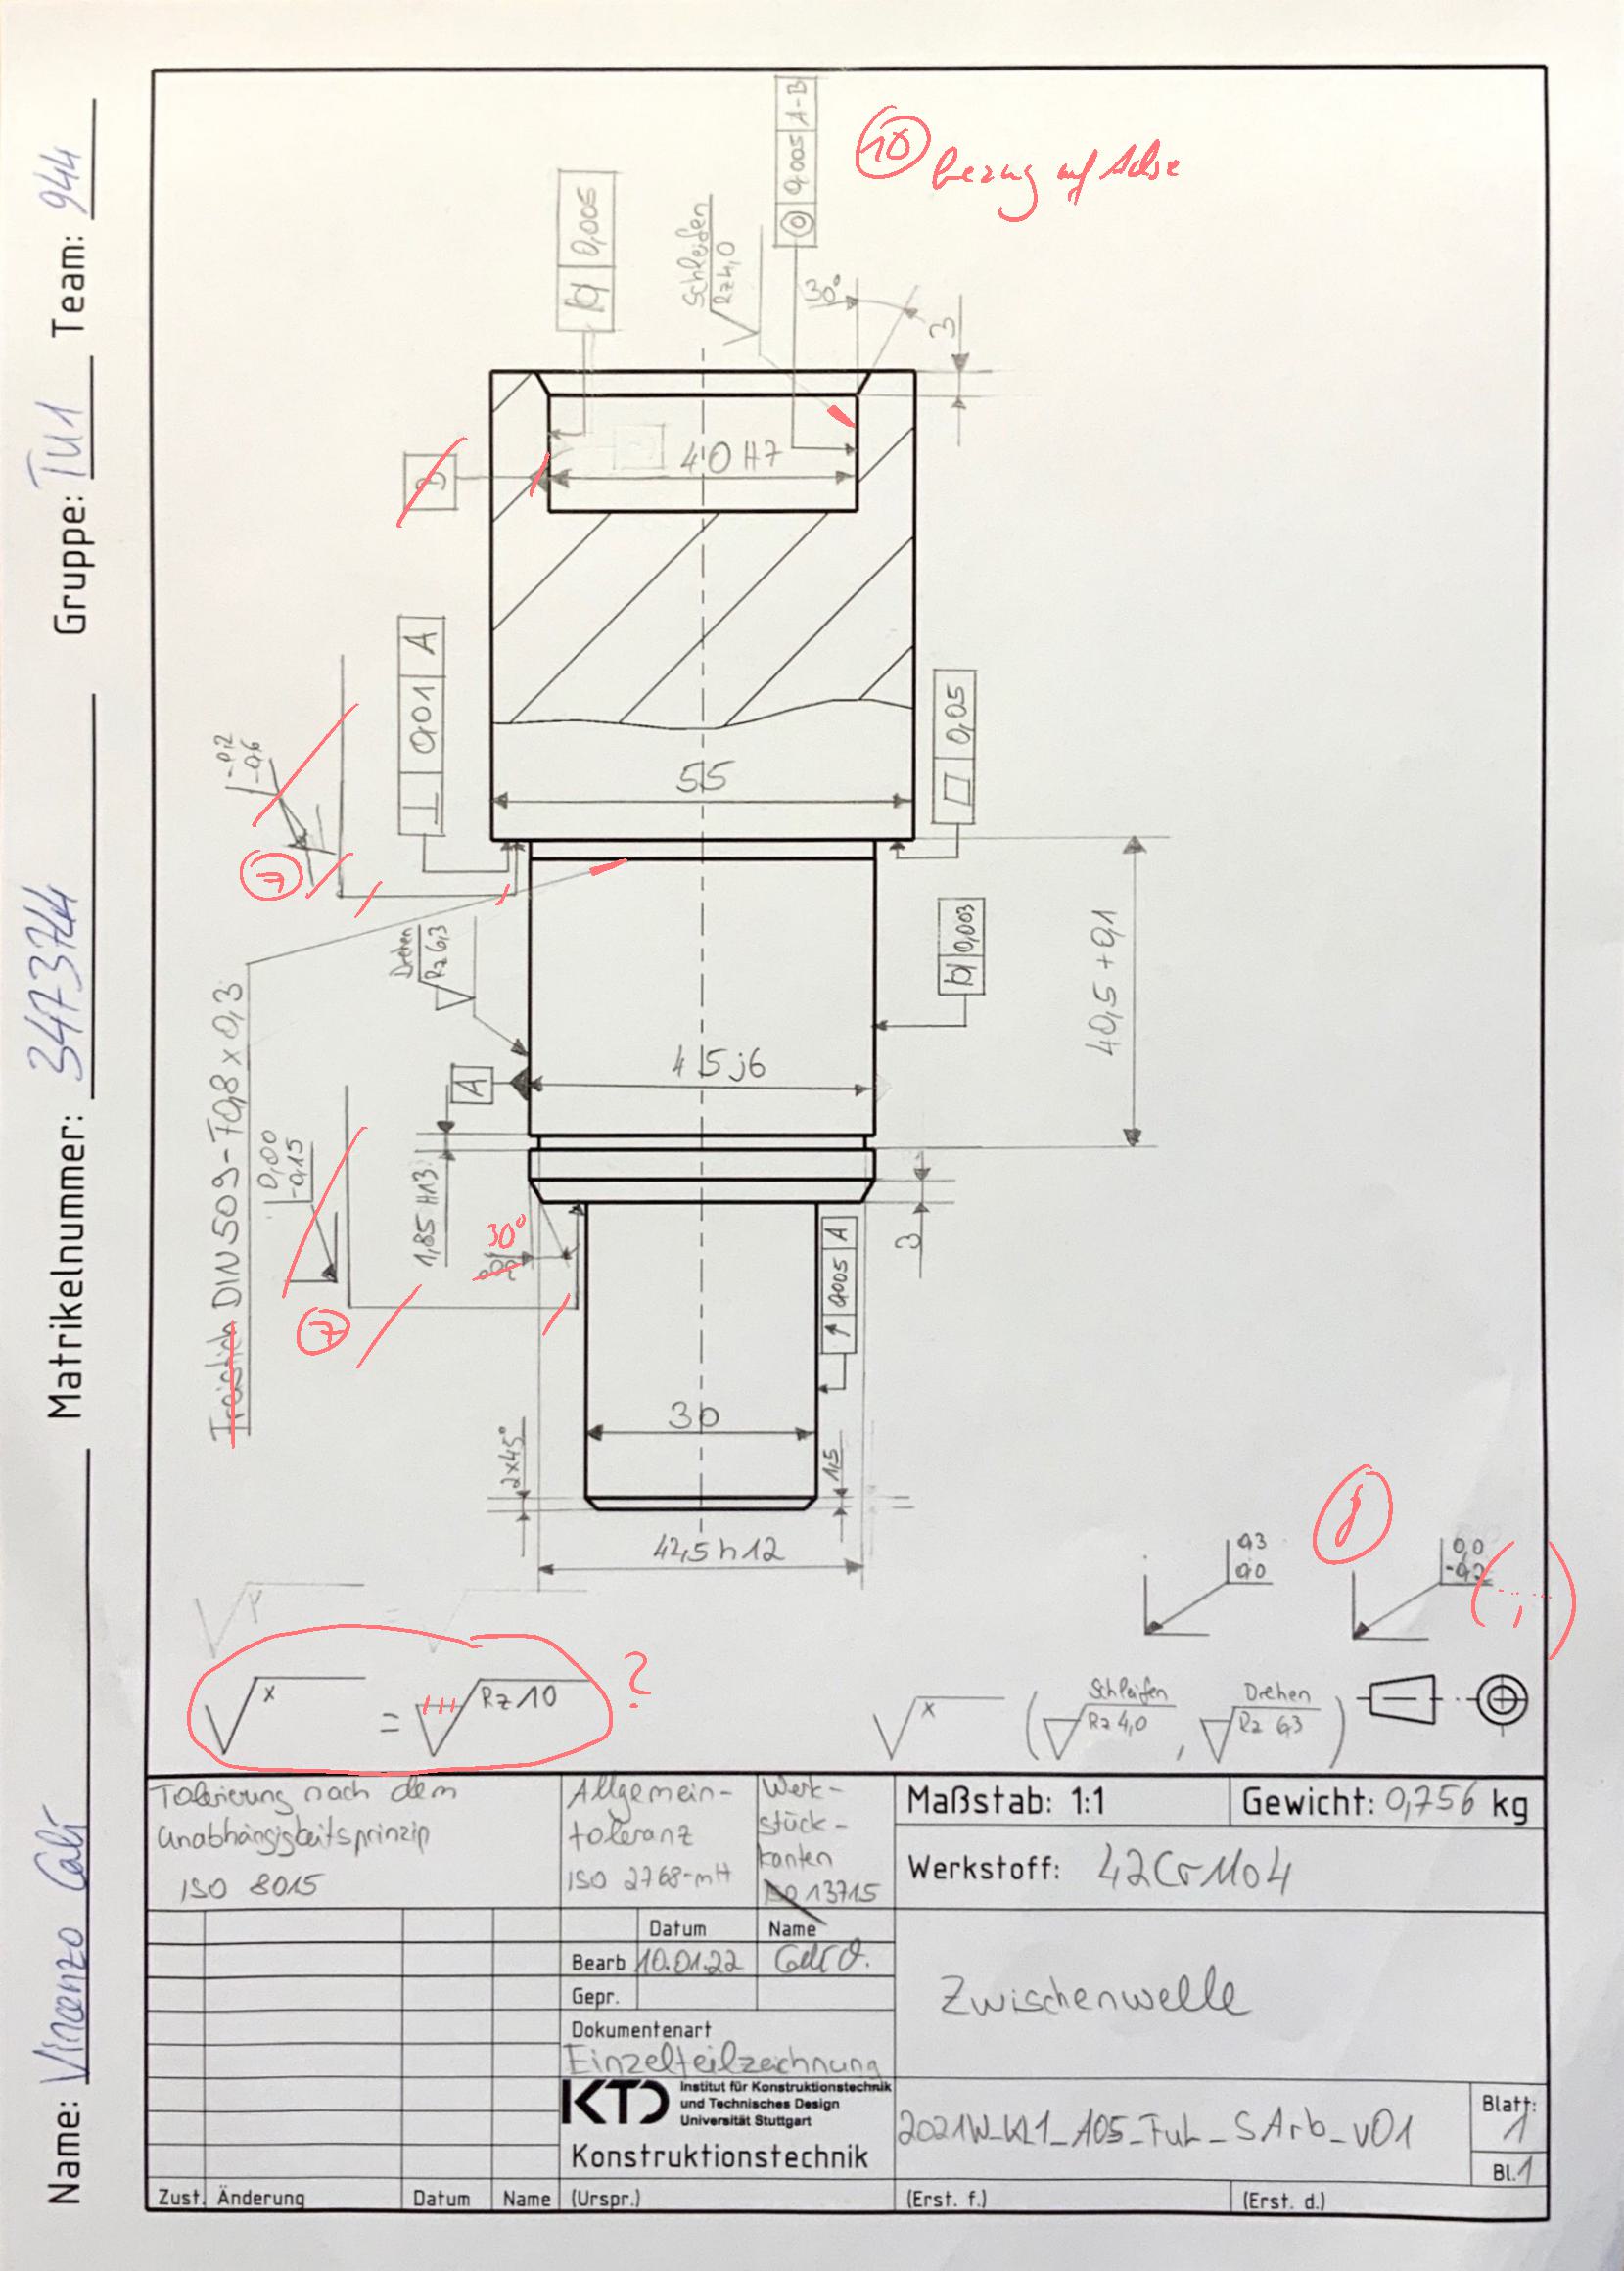 Name: Vincenzo Calì Matrikelnummer: 3473744 Gruppe: TU1 Team: 944
10 bezug auf Achse
◎ 0,005 A-B
0,005
Schleifen
Rz 4,0
30°
3
40 H7
⊥ 0,01 A
-0,2
-0,6
7
55
0,05
Freistich DIN 509-F0,8 x 0,3
Drehen
Rz 6,3
0,003
40,5 +0,1
45 j6
A
0,00
-0,15
1,85 H13
30°
7
3
0,005 A
30
2x45°
1,5
42,5 h12
8
0,3
0,0
0,0
-0,2
x = Rz 10 ?
x ( Schleifen Rz 4,0 , Drehen Rz 6,3 )
Tolerierung nach dem
Unabhängigkeitsprinzip
ISO 8015
Allgemein-
toleranz
ISO 2768-mH
Werk-
stück-
kanten
ISO 13715
Maßstab: 1:1
Gewicht: 0,756 kg
Werkstoff: 42CrMo4
Datum Name
Bearb 10.01.22 Calì V.
Gepr.
Dokumentenart
Einzelteilzeichnung
Zwischenwelle
KTD
Institut für Konstruktionstechnik
und Technisches Design
Universität Stuttgart
Konstruktionstechnik
2021W_KL1_A05_FuL_SArb_v01
Blatt:
1
Bl. 1
Zust. Änderung Datum Name (Urspr.) (Erst. f.) (Erst. d.)